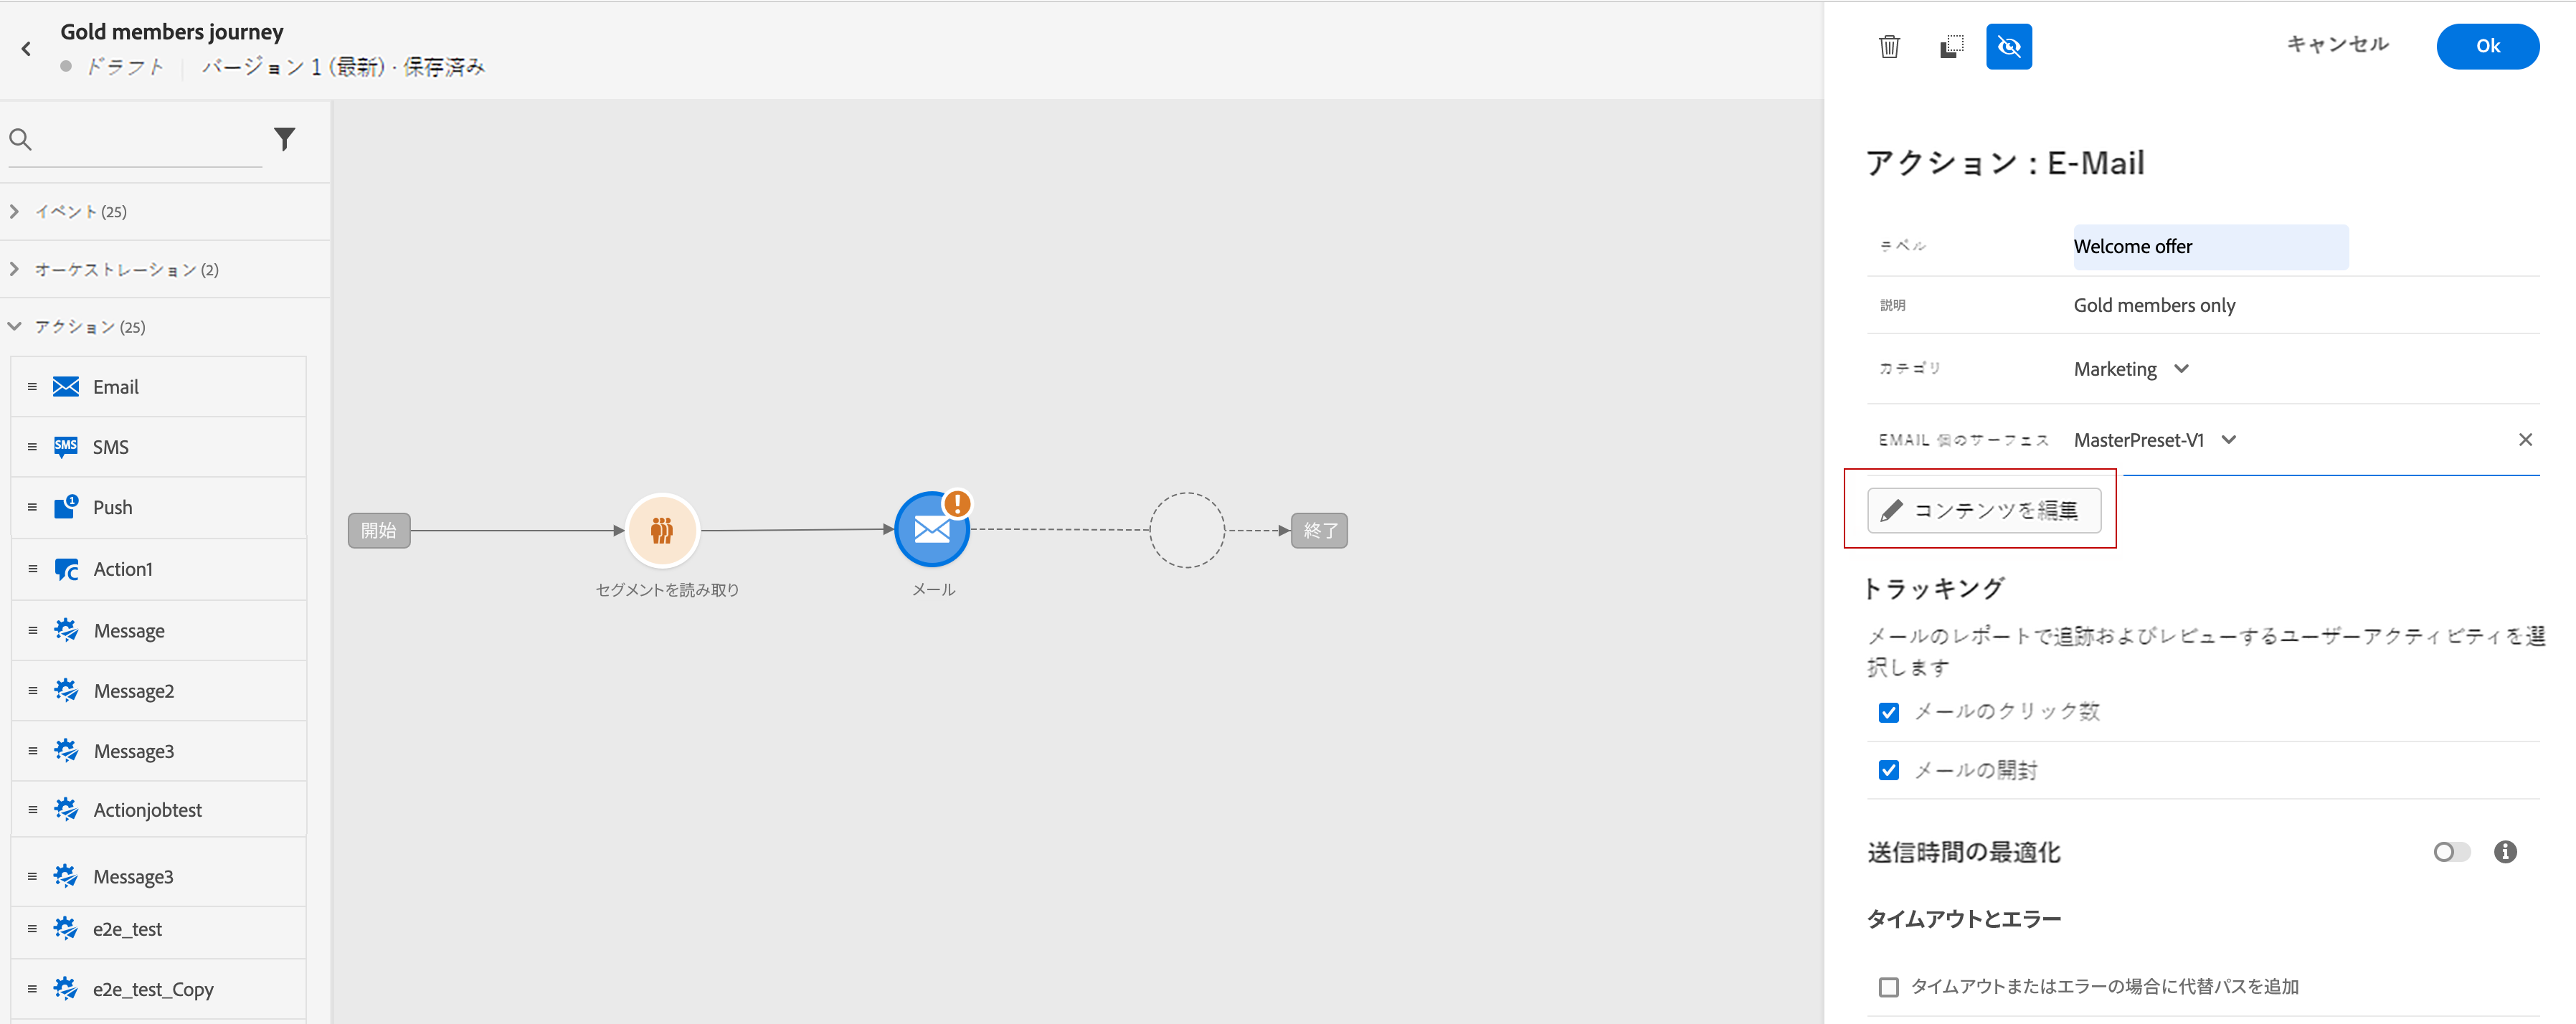 Gold members journey
ドラフト バージョン 1 (最新) · 保存済み
イベント (25)
オーケストレーション (2)
アクション (25)
Email
SMS
SMS
Push
1
Action1
Message
Message2
Message3
Actionjobtest
Message3
e2e_test
e2e_test_Copy
開始
セグメントを読み取り
メール
終了
キャンセル
Ok
アクション : E-Mail
ラベル Welcome offer
説明 Gold members only
カテゴリ Marketing
EMAIL 個のサーフェス MasterPreset-V1
コンテンツを編集
トラッキング
メールのレポートで追跡およびレビューするユーザーアクティビティを選
択します
メールのクリック数
メールの開封
送信時間の最適化
タイムアウトとエラー
タイムアウトまたはエラーの場合に代替パスを追加